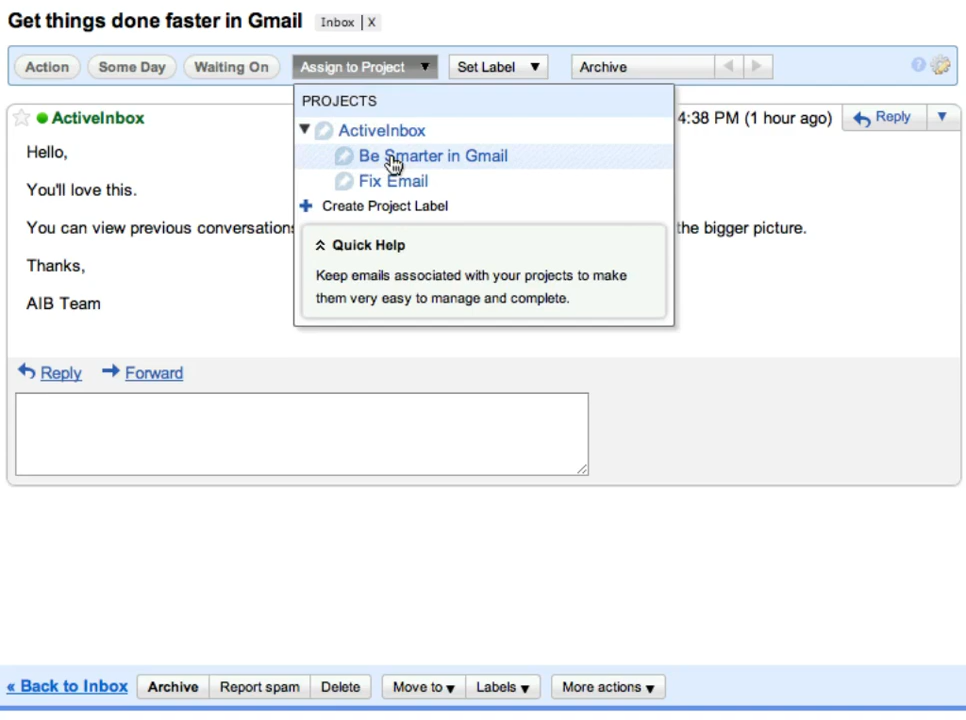 Get things done faster in Gmail Inbox | X
Action Some Day Waiting On Assign to Project ▼ Set Label ▼ Archive ?
PROJECTS
ActiveInbox 4:38 PM (1 hour ago) Reply ▼
▼ ActiveInbox
Hello,
Be Smarter in Gmail
Fix Email
You'll love this.
+ Create Project Label
You can view previous conversations the bigger picture.
Quick Help
Thanks,
Keep emails associated with your projects to make
them very easy to manage and complete.
AIB Team
Reply Forward
« Back to Inbox Archive Report spam Delete Move to ▼ Labels ▼ More actions ▼